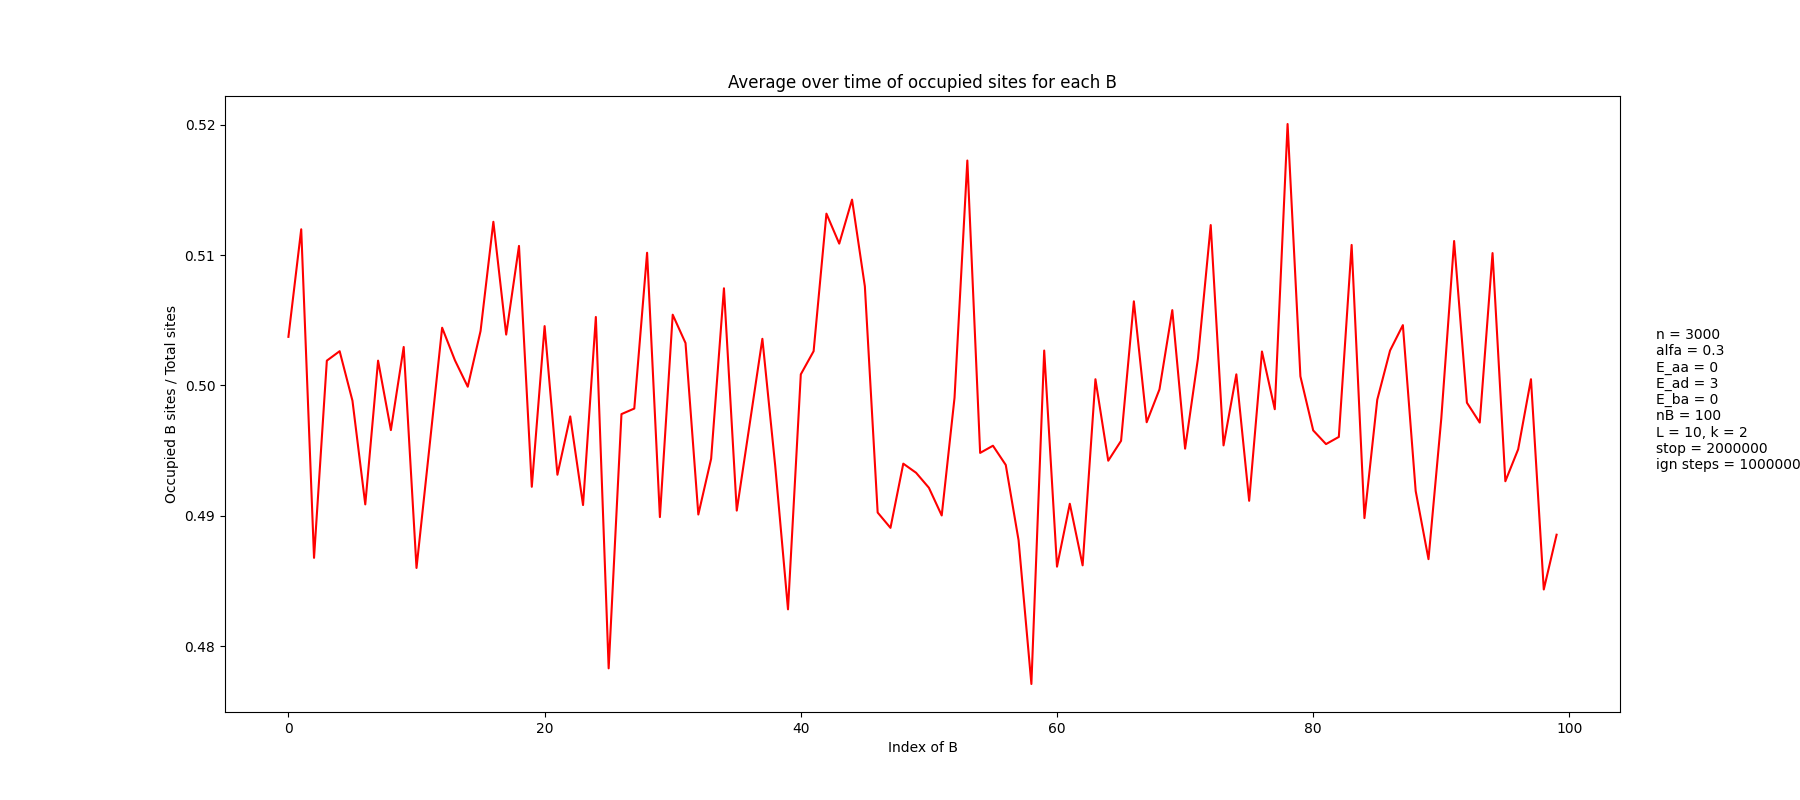 Average over time of occupied sites for each B
0.52
0.51
0.50
0.49
0.48
Occupied B sites / Total sites
0 20 40 60 80 100
Index of B
n = 3000
alfa = 0.3
E_aa = 0
E_ad = 3
E_ba = 0
nB = 100
L = 10, k = 2
stop = 2000000
ign steps = 1000000